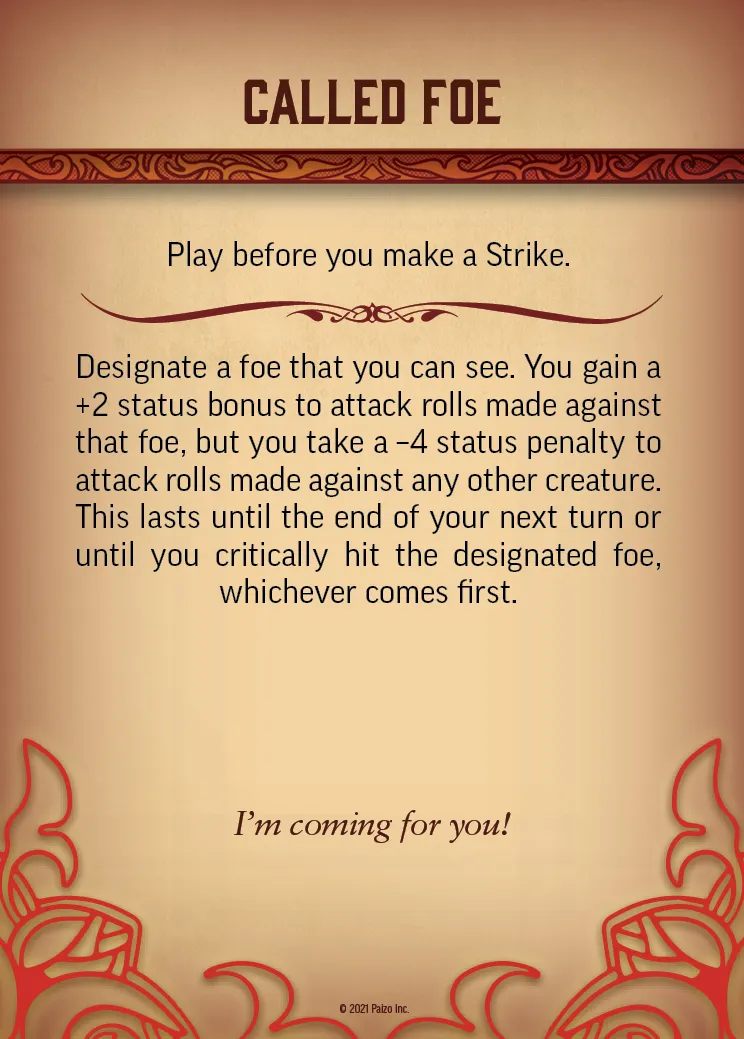 CALLED FOE
Play before you make a Strike.
Designate a foe that you can see. You gain a
+2 status bonus to attack rolls made against
that foe, but you take a –4 status penalty to
attack rolls made against any other creature.
This lasts until the end of your next turn or
until you critically hit the designated foe,
whichever comes first.
I’m coming for you!
© 2021 Paizo Inc.